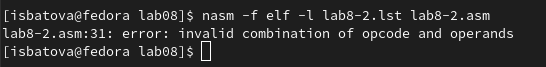 [isbatova@fedora lab08]$ nasm -f elf -l lab8-2.lst lab8-2.asm
lab8-2.asm:31: error: invalid combination of opcode and operands
[isbatova@fedora lab08]$